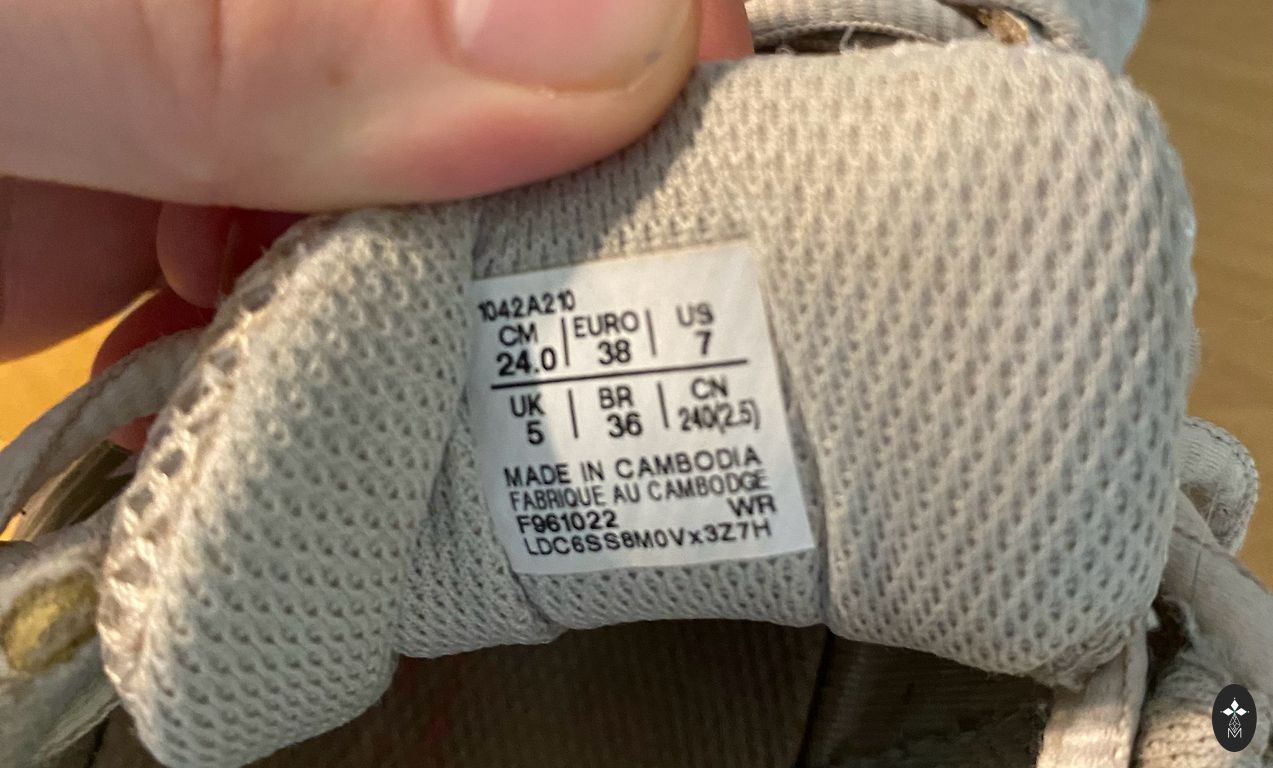 1042A210
CM | EURO | US
24.0 | 38 | 7
UK | BR | CN
5 | 36 | 240(2.5)
MADE IN CAMBODIA
FABRIQUE AU CAMBODGE
F961022 WR
LDC6SS8M0Vx3Z7H
M